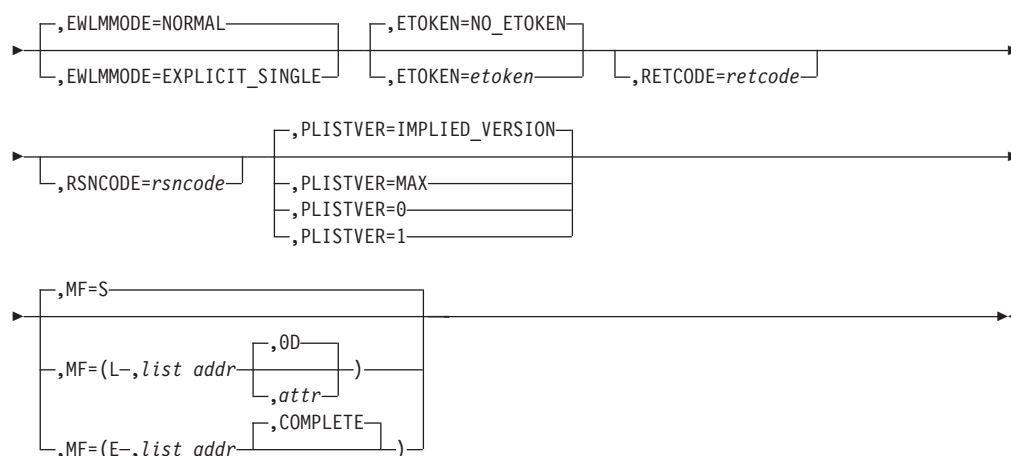 ,EWLMMODE=NORMAL ,ETOKEN=NO_ETOKEN
,EWLMMODE=EXPLICIT_SINGLE ,ETOKEN=etoken ,RETCODE=retcode
,PLISTVER=IMPLIED_VERSION
,RSNCODE=rsncode ,PLISTVER=MAX
,PLISTVER=0
,PLISTVER=1
,MF=S
,0D
,MF=(L ,list addr )
,attr
,COMPLETE
,MF=(E ,list addr )